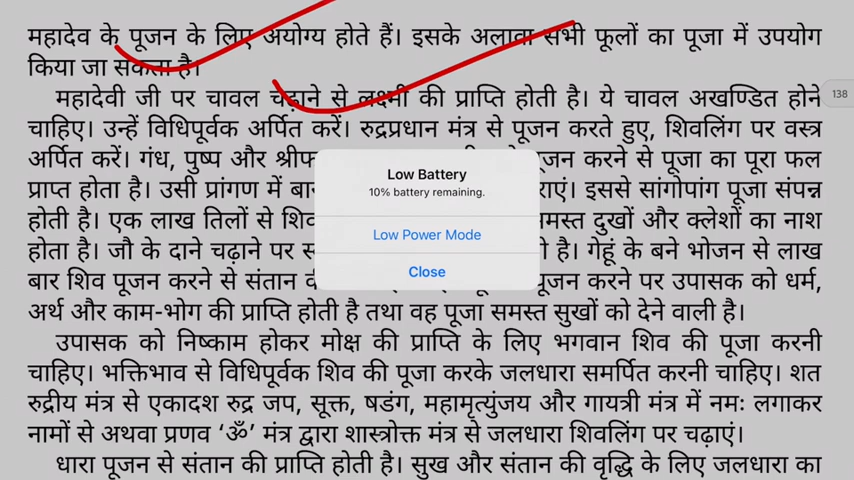 महादेव के पूजन के लिए अयोग्य होते हैं। इसके अलावा सभी फूलों का पूजा में उपयोग
किया जा सकता है।
महादेवी जी पर चावल चढ़ाने से लक्ष्मी की प्राप्ति होती है। ये चावल अखण्डित होने
138
चाहिए। उन्हें विधिपूर्वक अर्पित करें। रुद्रप्रधान मंत्र से पूजन करते हुए, शिवलिंग पर वस्त्र
अर्पित करें। गंध, पुष्प और पूजन करने से पूजा का पूरा फल
Low Battery
10% battery remaining.
प्राप्त होता है। उसी प्रांगण में इससे सांगोपांग पूजा संपन्न
होती है। एक लाख तिलों से समस्त दुखों और क्लेशों का नाश
Low Power Mode
होता है। जौ के दाने चढ़ाने पर है। गेहूं के बने भोजन से लाख
Close
बार शिव पूजन करने से संतान पूजन करने पर उपासक को धर्म,
अर्थ और काम-भोग की प्राप्ति होती है तथा वह पूजा समस्त सुखों को देने वाली है।
उपासक को निष्काम होकर मोक्ष की प्राप्ति के लिए भगवान शिव की पूजा करनी
चाहिए। भक्तिभाव से विधिपूर्वक शिव की पूजा करके जलधारा समर्पित करनी चाहिए। शत
रुद्रीय मंत्र से एकादश रुद्र जप, सूक्त, षडंग, महामृत्युंजय और गायत्री मंत्र में नमः लगाकर
नामों से अथवा प्रणव ‘ॐ’ मंत्र द्वारा शास्त्रोक्त मंत्र से जलधारा शिवलिंग पर चढ़ाएं।
धारा पूजन से संतान की प्राप्ति होती है। सुख और संतान की वृद्धि के लिए जलधारा का